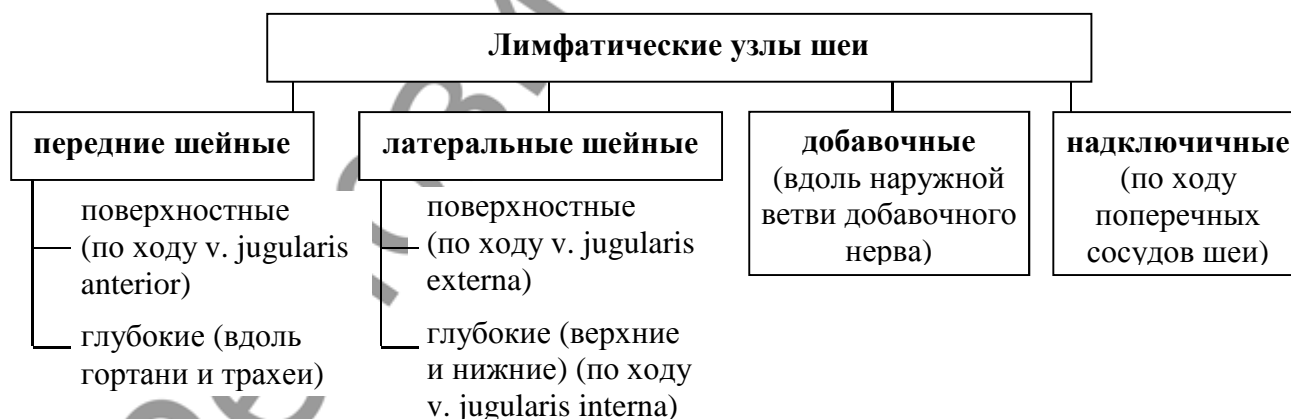 Лимфатические узлы шеи
передние шейные
поверхностные
(по ходу v. jugularis
anterior)
глубокие (вдоль
гортани и трахеи)
латеральные шейные
поверхностные
(по ходу v. jugularis
externa)
глубокие (верхние
и нижние) (по ходу
v. jugularis interna)
добавочные
(вдоль наружной
ветви добавочного
нерва)
надключичные
(по ходу
поперечных
сосудов шеи)